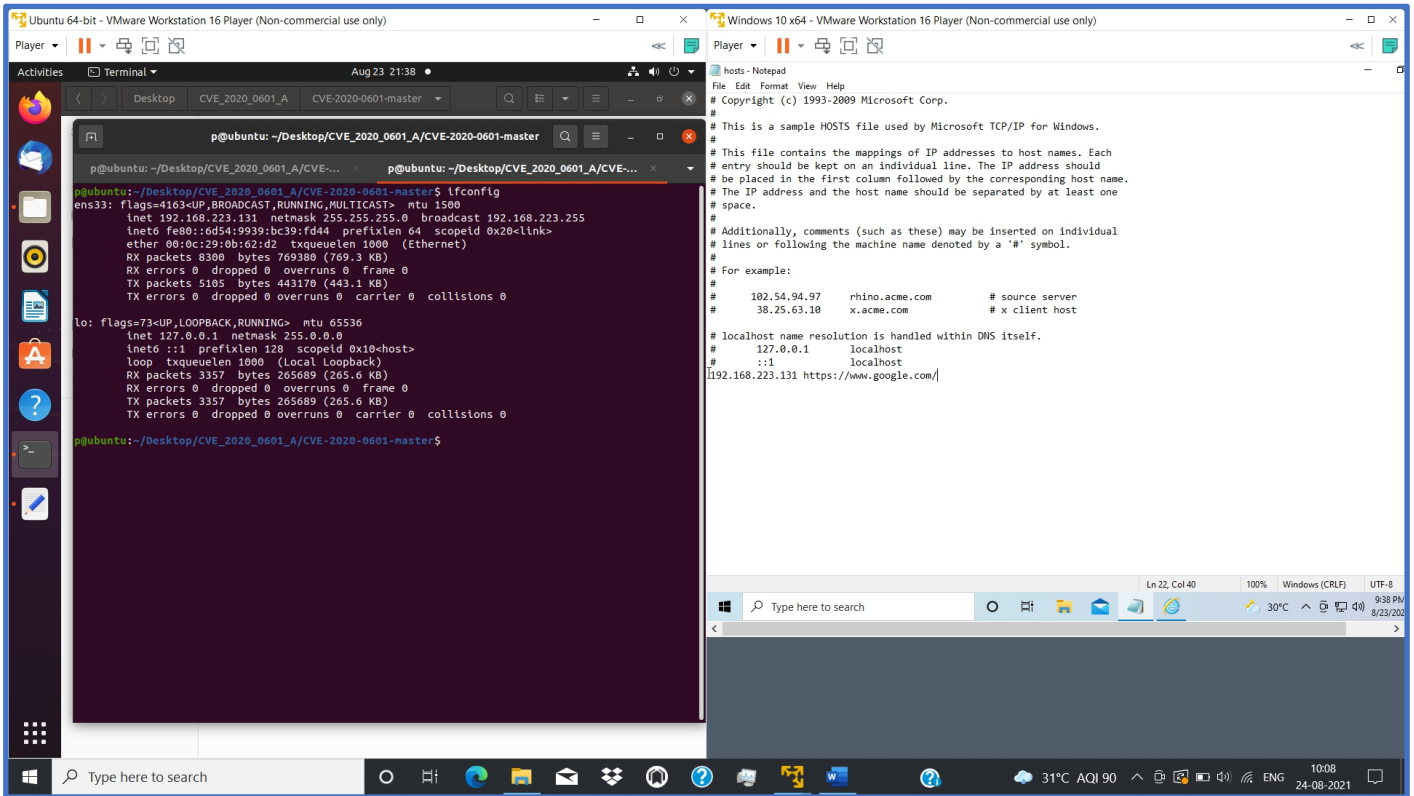 Ubuntu 64-bit - VMware Workstation 16 Player (Non-commercial use only)
Player
Activities
Terminal
Aug 23 21:38
Desktop
CVE_2020_0601_A
CVE-2020-0601-master
p@ubuntu: ~/Desktop/CVE_2020_0601_A/CVE-2020-0601-master
p@ubuntu: ~/Desktop/CVE_2020_0601_A/CVE-...
p@ubuntu: ~/Desktop/CVE_2020_0601_A/CVE-...
p@ubuntu:~/Desktop/CVE_2020_0601_A/CVE-2020-0601-master$ ifconfig
ens33: flags=4163<UP,BROADCAST,RUNNING,MULTICAST>  mtu 1500
inet 192.168.223.131  netmask 255.255.255.0  broadcast 192.168.223.255
inet6 fe80::6d54:9939:bc39:fd44  prefixlen 64  scopeid 0x20<link>
ether 00:0c:29:0b:62:d2  txqueuelen 1000  (Ethernet)
RX packets 8300  bytes 769380 (769.3 KB)
RX errors 0  dropped 0  overruns 0  frame 0
TX packets 5105  bytes 443170 (443.1 KB)
TX errors 0  dropped 0 overruns 0  carrier 0  collisions 0
lo: flags=73<UP,LOOPBACK,RUNNING>  mtu 65536
inet 127.0.0.1  netmask 255.0.0.0
inet6 ::1  prefixlen 128  scopeid 0x10<host>
loop  txqueuelen 1000  (Local Loopback)
RX packets 3357  bytes 265689 (265.6 KB)
RX errors 0  dropped 0  overruns 0  frame 0
TX packets 3357  bytes 265689 (265.6 KB)
TX errors 0  dropped 0 overruns 0  carrier 0  collisions 0
p@ubuntu:~/Desktop/CVE_2020_0601_A/CVE-2020-0601-master$
Windows 10 x64 - VMware Workstation 16 Player (Non-commercial use only)
Player
hosts - Notepad
File Edit Format View Help
# Copyright (c) 1993-2009 Microsoft Corp.
#
# This is a sample HOSTS file used by Microsoft TCP/IP for Windows.
#
# This file contains the mappings of IP addresses to host names. Each
# entry should be kept on an individual line. The IP address should
# be placed in the first column followed by the corresponding host name.
# The IP address and the host name should be separated by at least one
# space.
#
# Additionally, comments (such as these) may be inserted on individual
# lines or following the machine name denoted by a '#' symbol.
#
# For example:
#
#      102.54.94.97     rhino.acme.com          # source server
#       38.25.63.10     x.acme.com              # x client host
# localhost name resolution is handled within DNS itself.
#       127.0.0.1       localhost
#       ::1             localhost
192.168.223.131 https://www.google.com/
Ln 22, Col 40
100%
Windows (CRLF)
UTF-8
Type here to search
30°C
9:38 PM
8/23/202
Type here to search
31°C AQI 90
ENG
10:08
24-08-2021